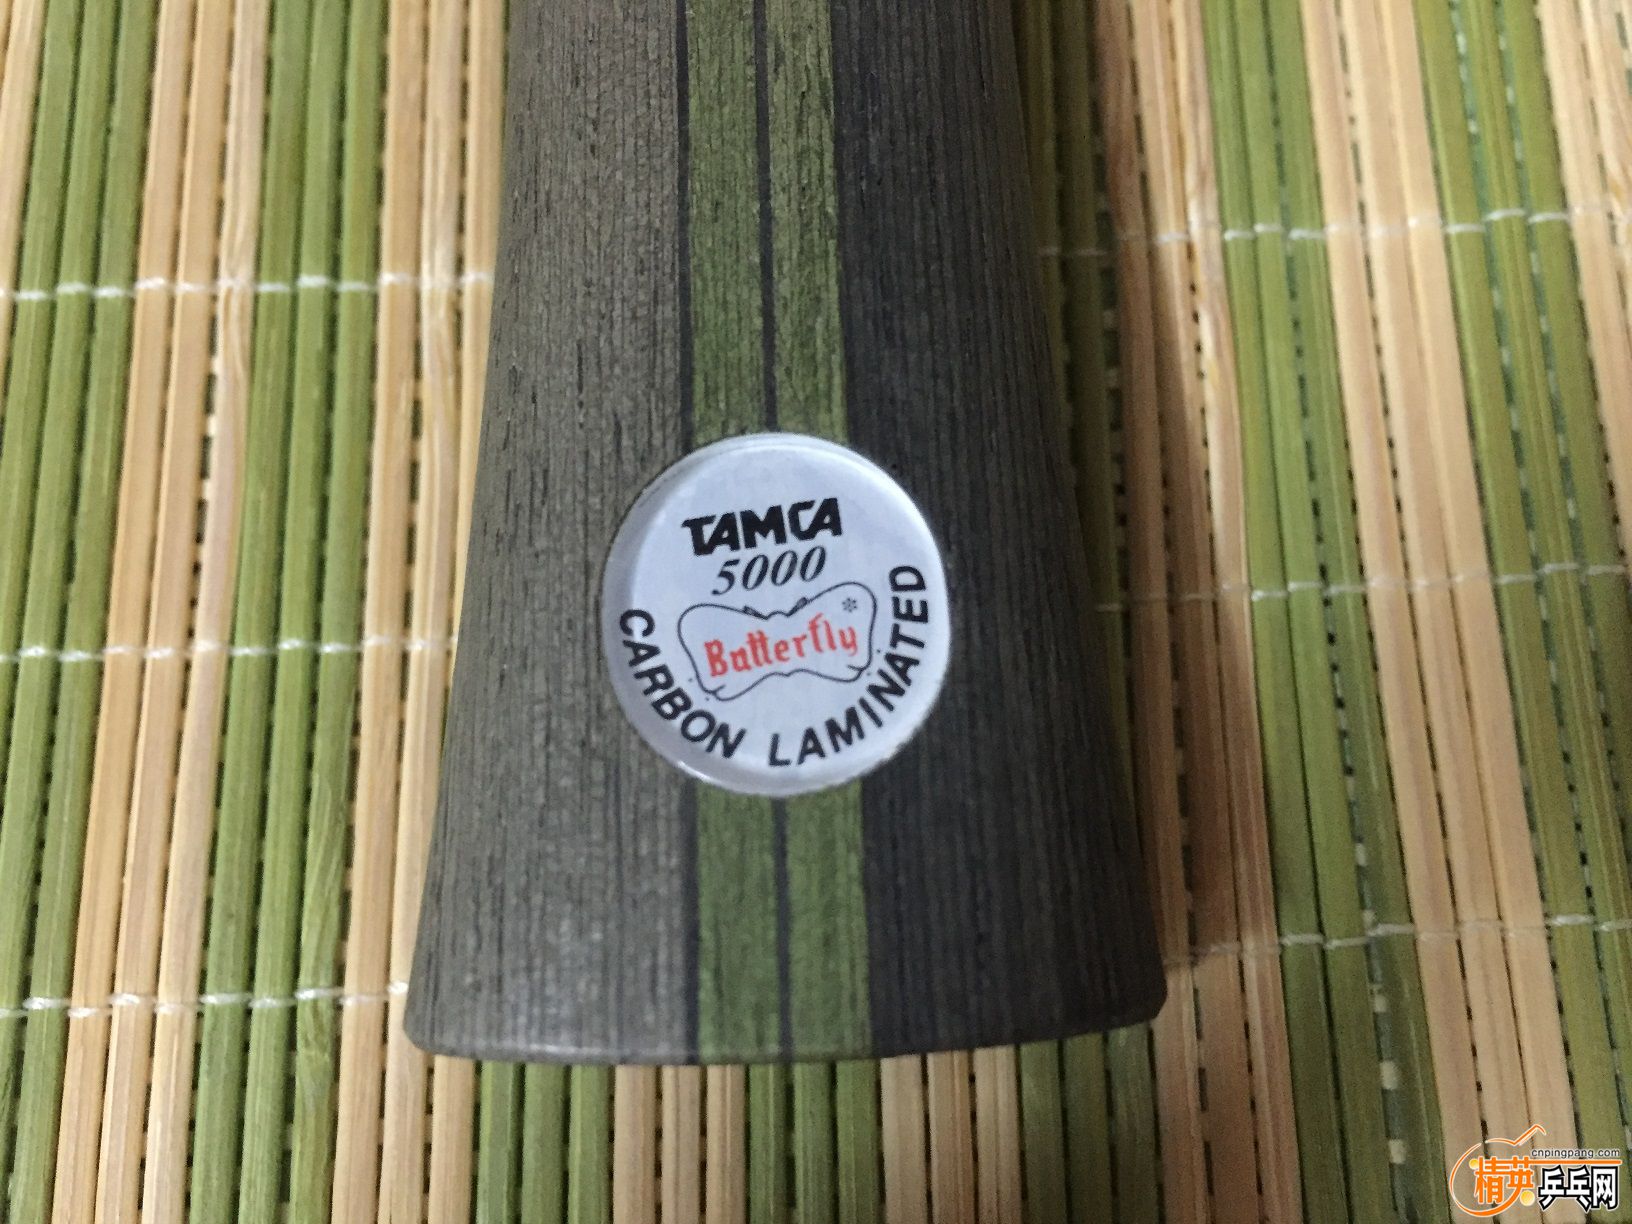 TAMCA
5000
Butterfly
CARBON LAMINATED
cnpingpang.com
精英乒乓网